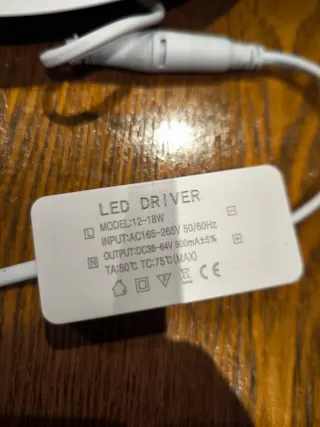 LED DRIVER
MODEL:12-18W
L INPUT:AC165-265V 50/60Hz
N OUTPUT:DC36-64V 300mA±5%
TA:50℃ TC:75℃(MAX)
F CE